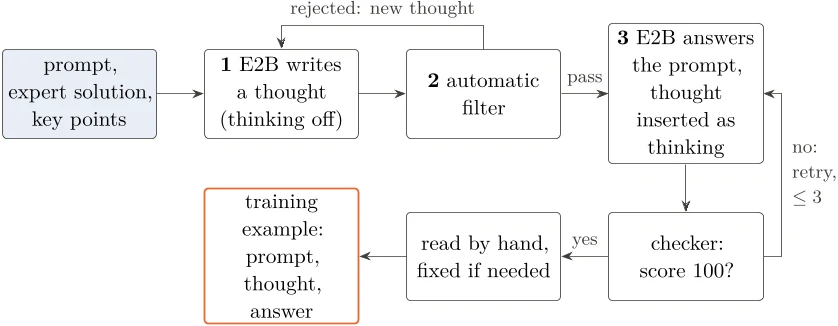 rejected: new thought
prompt,
expert solution,
key points
1 E2B writes
a thought
(thinking off)
2 automatic
filter
pass
3 E2B answers
the prompt,
thought
inserted as
thinking
no:
retry,
≤ 3
checker:
score 100?
yes
read by hand,
fixed if needed
training
example:
prompt,
thought,
answer